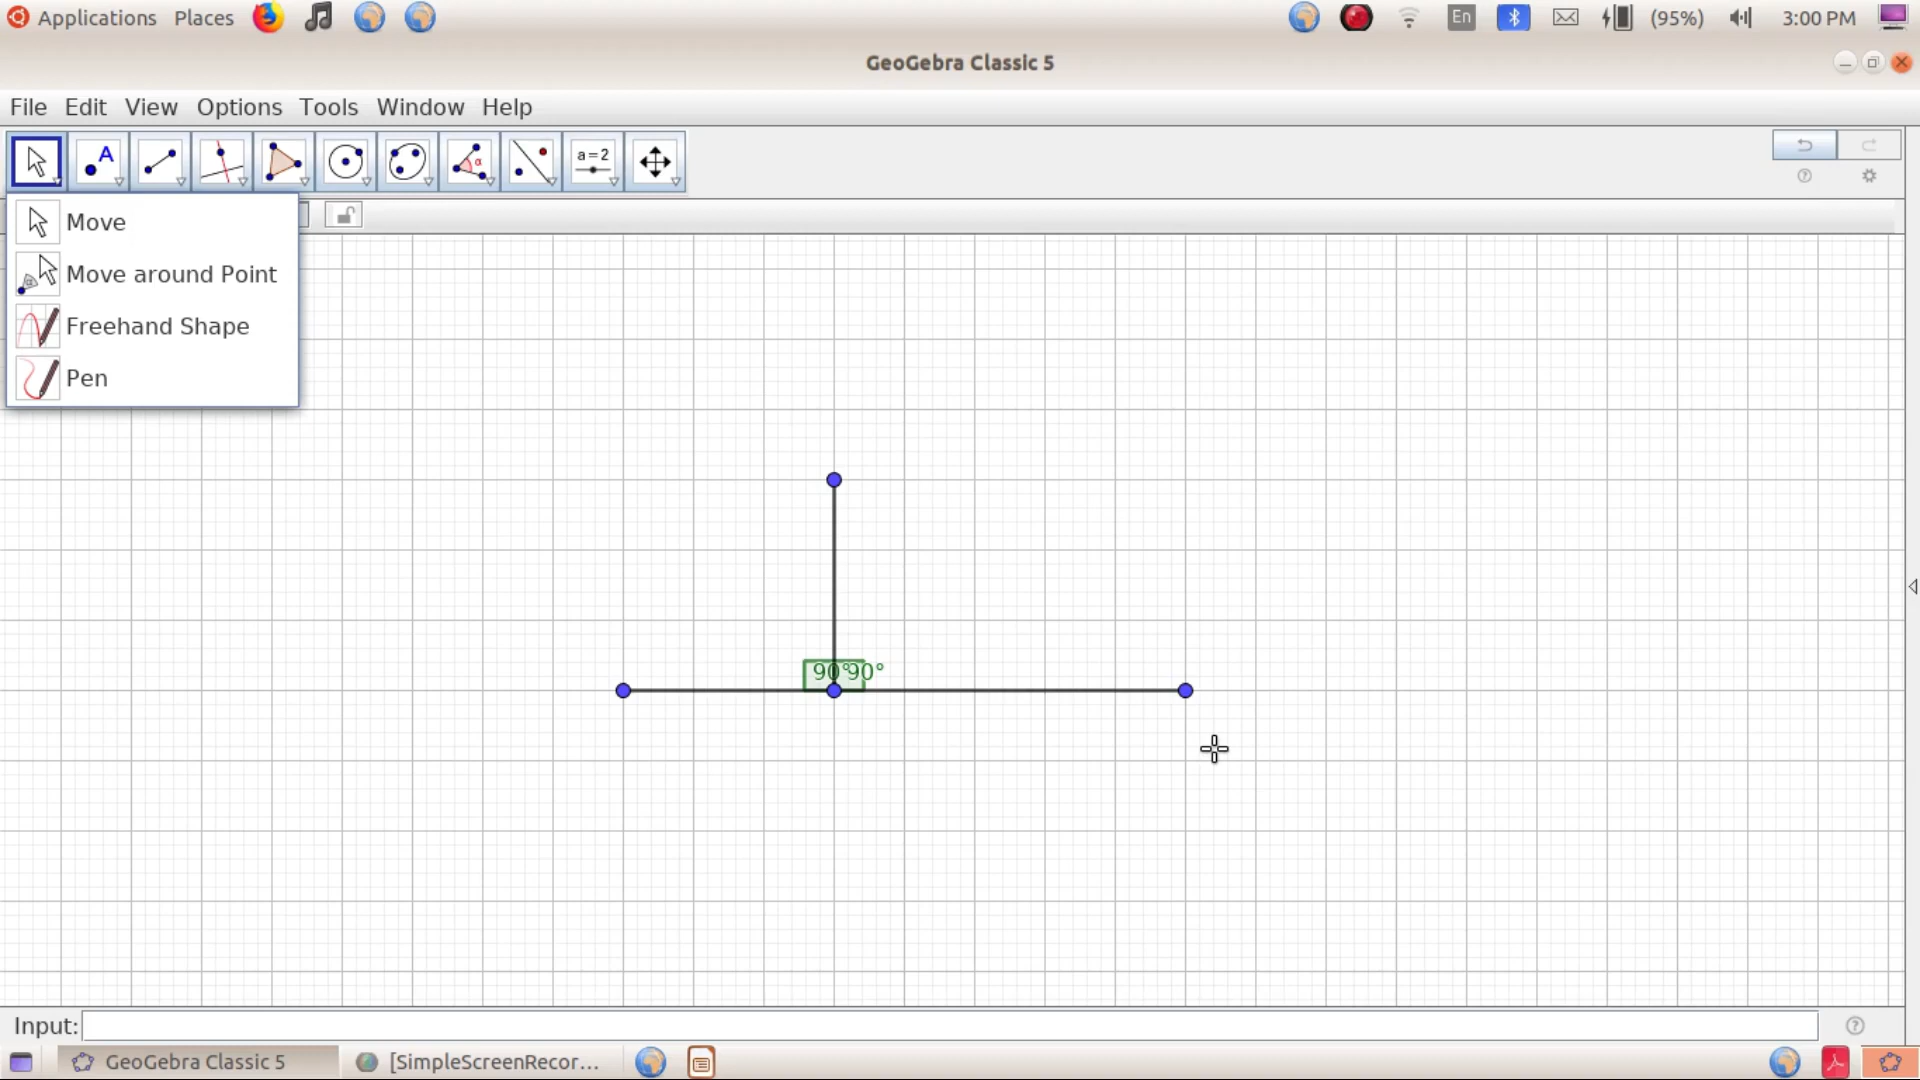 Applications Places En (95%) 3:00 PM
GeoGebra Classic 5
File Edit View Options Tools Window Help
A α a=2
Move
Move around Point
Freehand Shape
Pen
90° 90°
Input:
GeoGebra Classic 5 [SimpleScreenRecor...